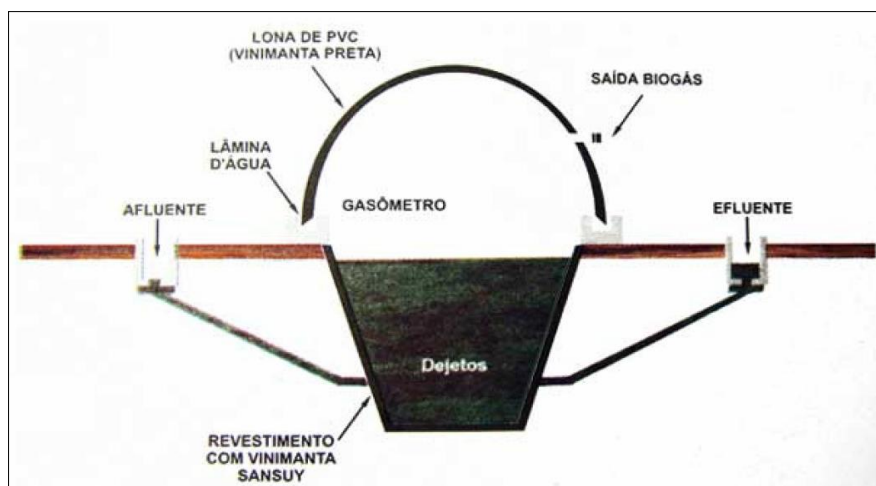 LONA DE PVC
(VINIMANTA PRETA)
SAÍDA BIOGÁS
LÂMINA
D'ÁGUA
GASÔMETRO
AFLUENTE
EFLUENTE
Dejetos
REVESTIMENTO
COM VINIMANTA
SANSUY